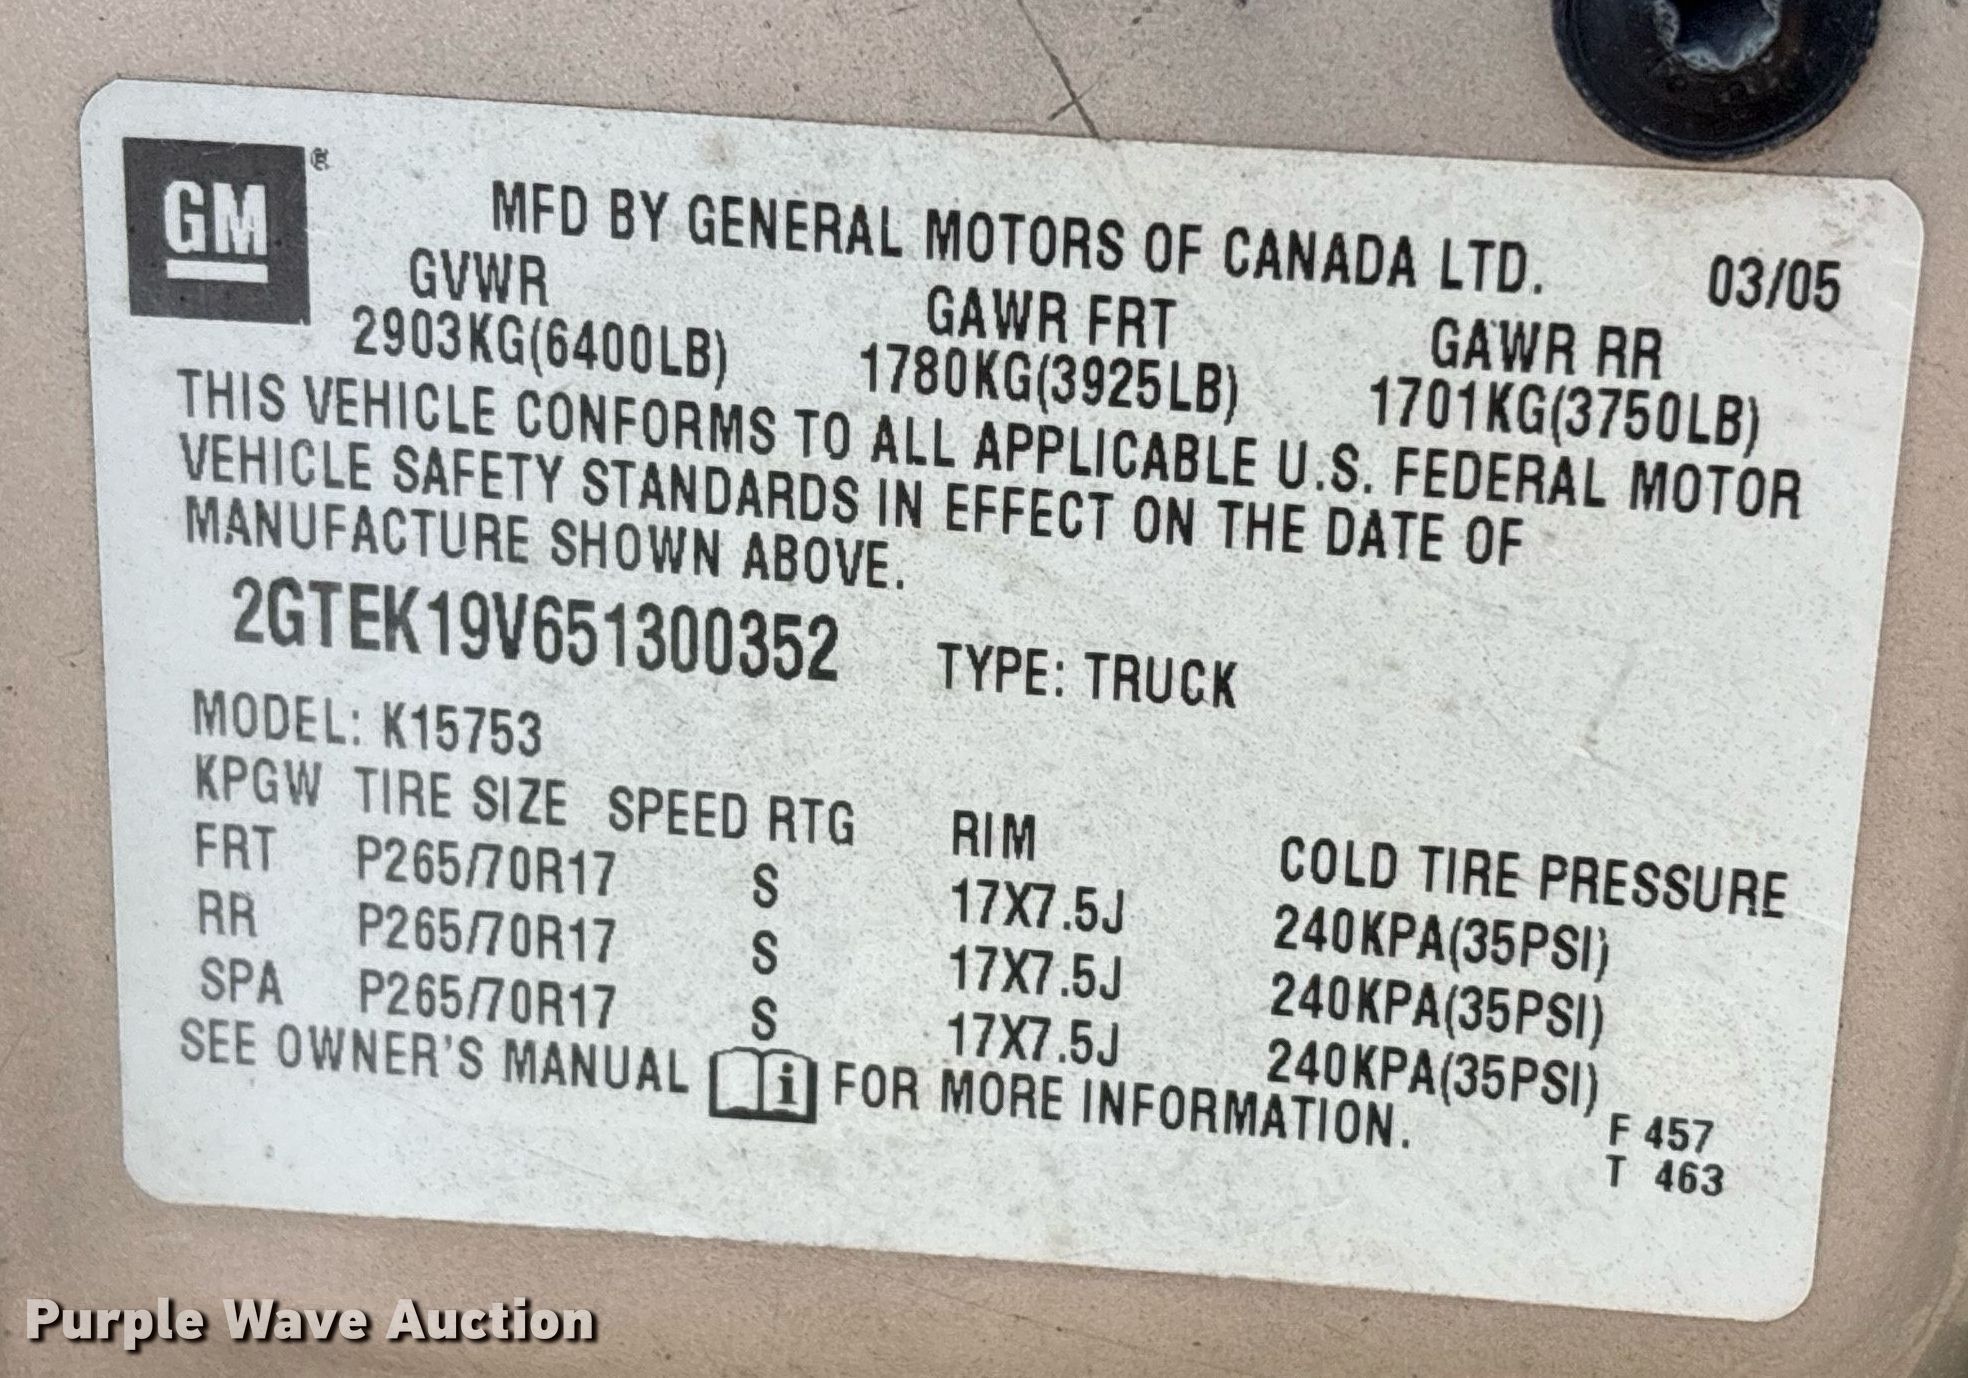 GM ®
MFD BY GENERAL MOTORS OF CANADA LTD. 03/05
GVWR GAWR FRT GAWR RR
2903KG(6400LB) 1780KG(3925LB) 1701KG(3750LB)
THIS VEHICLE CONFORMS TO ALL APPLICABLE U.S. FEDERAL MOTOR
VEHICLE SAFETY STANDARDS IN EFFECT ON THE DATE OF
MANUFACTURE SHOWN ABOVE.
2GTEK19V651300352 TYPE: TRUCK
MODEL: K15753
KPGW TIRE SIZE SPEED RTG RIM COLD TIRE PRESSURE
FRT P265/70R17 S 17X7.5J 240KPA(35PSI)
RR P265/70R17 S 17X7.5J 240KPA(35PSI)
SPA P265/70R17 S 17X7.5J 240KPA(35PSI)
SEE OWNER'S MANUAL i FOR MORE INFORMATION.
F 457
T 463
Purple Wave Auction